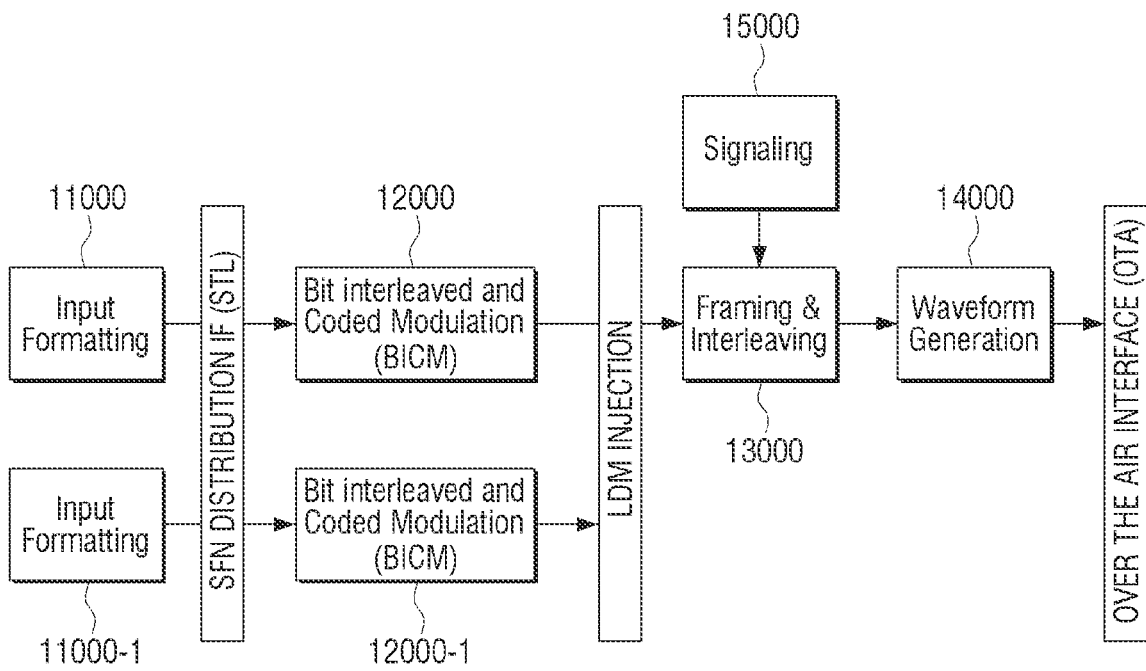 15000
Signaling
11000
12000
14000
Input
Formatting
SFN DISTRIBUTION IF (STL)
Bit interleaved and
Coded Modulation
(BICM)
LDM INJECTION
Framing &
Interleaving
Waveform
Generation
OVER THE AIR INTERFACE (OTA)
13000
Input
Formatting
Bit interleaved and
Coded Modulation
(BICM)
11000-1
12000-1